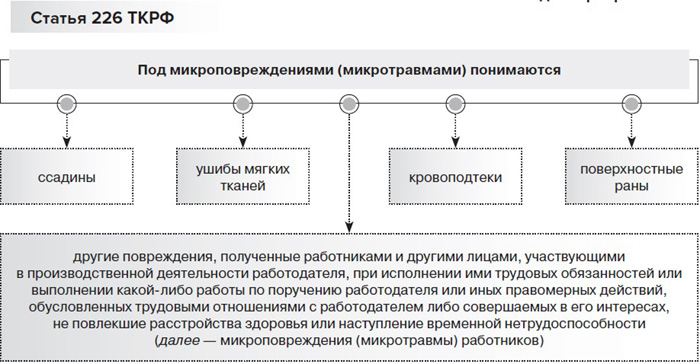 Статья 226 ТКРФ
Под микроповреждениями (микротравмами) понимаются
ссадины
ушибы мягких
тканей
кровоподтеки
поверхностные
раны
другие повреждения, полученные работниками и другими лицами, участвующими
в производственной деятельности работодателя, при исполнении ими трудовых обязанностей или
выполнении какой-либо работы по поручению работодателя или иных правомерных действий,
обусловленных трудовыми отношениями с работодателем либо совершаемых в его интересах,
не повлекшие расстройства здоровья или наступление временной нетрудоспособности
(далее — микроповреждения (микротравмы) работников)